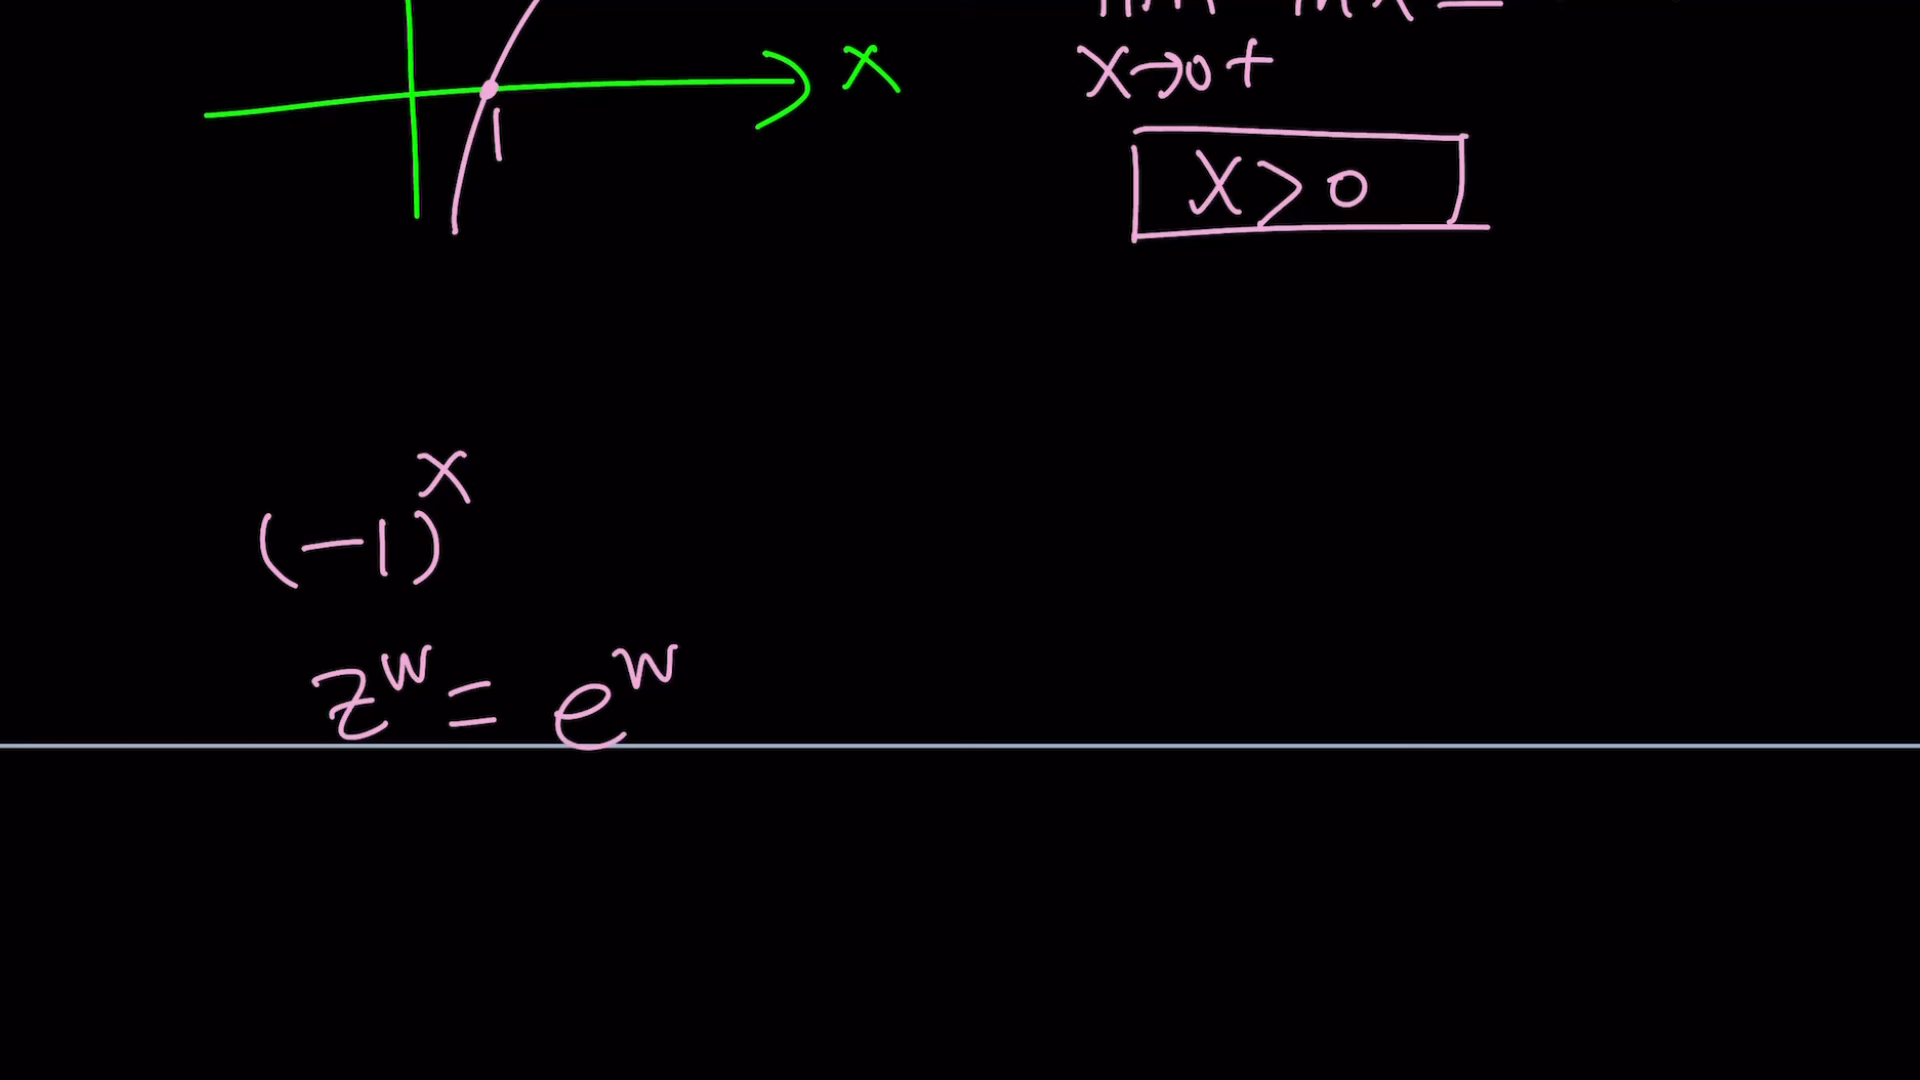 x
1
x→0+
x>0
(-1)^x
z^w = e^w